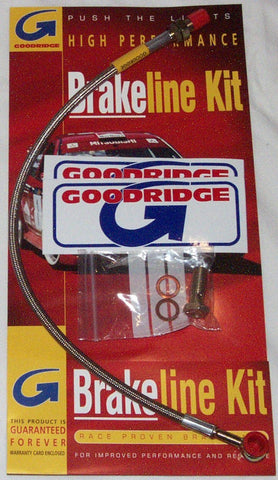 PUSH THE LIMITS
HIGH PERFORMANCE
Brakeline Kit
Mitsubishi
GOODRIDGE
GOODRIDGE
Brakeline Kit
THIS PRODUCT IS
GUARANTEED
FOREVER
WARRANTY CARD ENCLOSED
RACE PROVEN
FOR IMPROVED PERFORMANCE AND